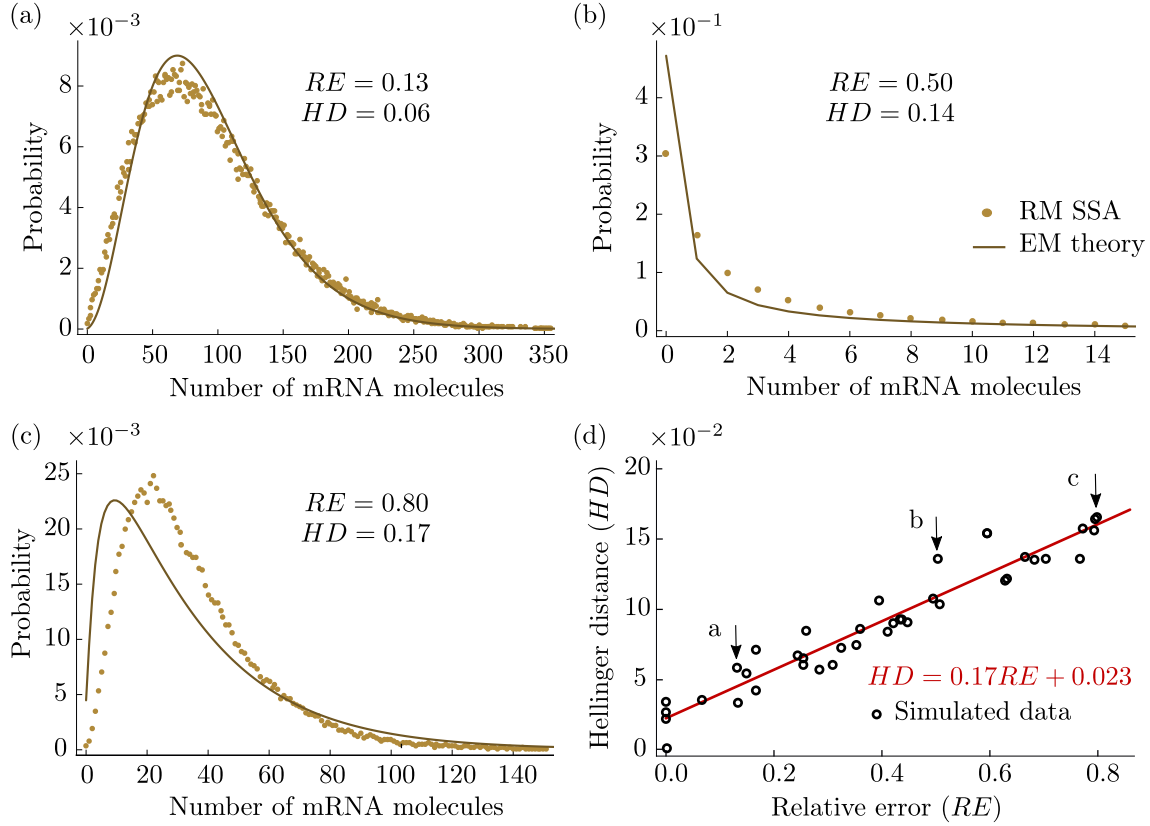 (a)
×10⁻³
RE = 0.13
HD = 0.06
Probability
8
6
4
2
0
0 50 100 150 200 250 300 350
Number of mRNA molecules
(b)
×10⁻¹
RE = 0.50
HD = 0.14
Probability
4
3
2
1
0
RM SSA
EM theory
0 2 4 6 8 10 12 14
Number of mRNA molecules
(c)
×10⁻³
RE = 0.80
HD = 0.17
Probability
25
20
15
10
5
0
0 20 40 60 80 100 120 140
Number of mRNA molecules
(d)
×10⁻²
Hellinger distance (HD)
20
15
10
5
0
a
b
c
HD = 0.17RE + 0.023
Simulated data
0.0 0.2 0.4 0.6 0.8
Relative error (RE)